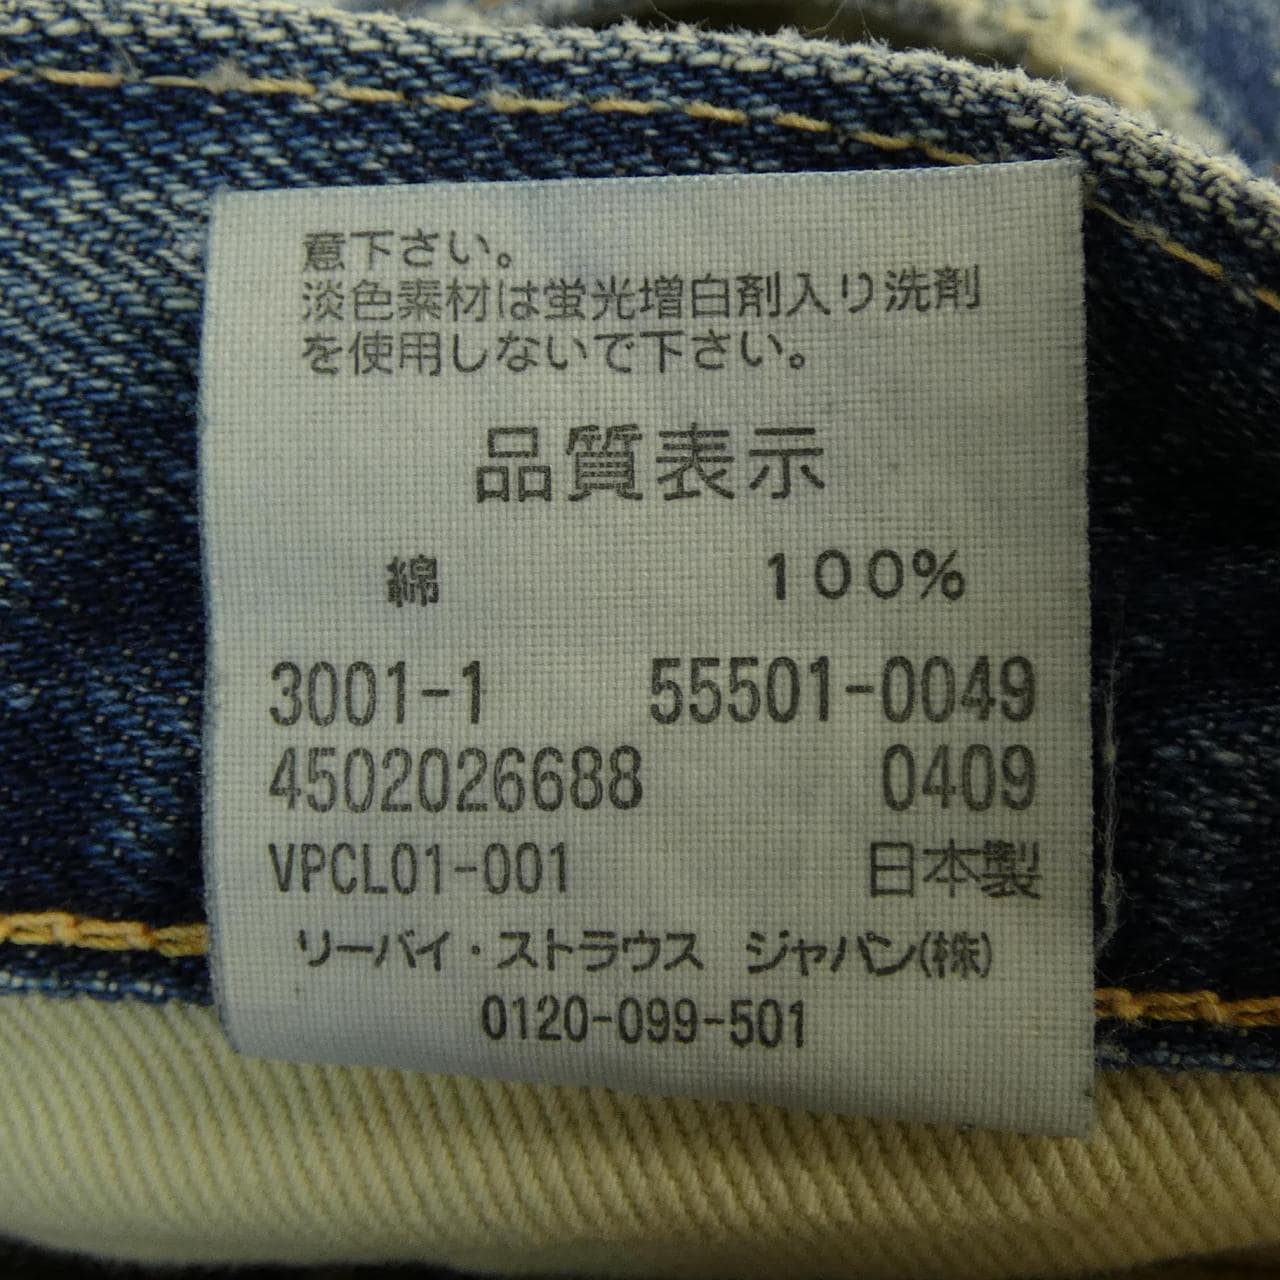 意下さい。
淡色素材は蛍光増白剤入り洗剤
を使用しないで下さい。
品質表示
綿 100%
3001-1 55501-0049
4502026688 0409
VPCL01-001 日本製
リーバイ・ストラウス ジャパン(株)
0120-099-501